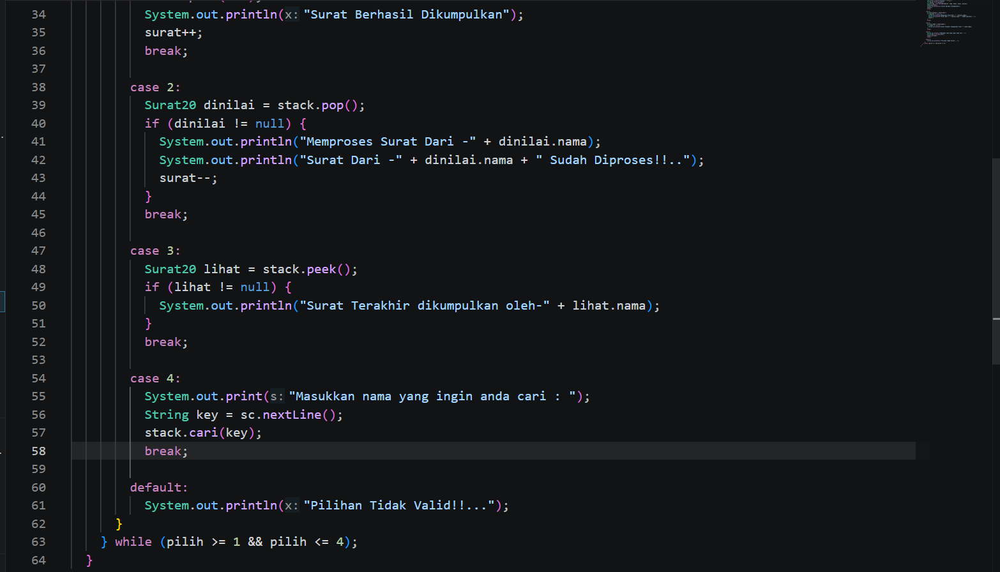 34 System.out.println(x: "Surat Berhasil Dikumpulkan");
35 surat++;
36 break;
37
38 case 2:
39 Surat20 dinilai = stack.pop();
40 if (dinilai != null) {
41 System.out.println("Memproses Surat Dari -" + dinilai.nama);
42 System.out.println("Surat Dari -" + dinilai.nama + " Sudah Diproses!!..");
43 surat--;
44 }
45 break;
46
47 case 3:
48 Surat20 lihat = stack.peek();
49 if (lihat != null) {
50 System.out.println("Surat Terakhir dikumpulkan oleh-" + lihat.nama);
51 }
52 break;
53
54 case 4:
55 System.out.print(s: "Masukkan nama yang ingin anda cari : ");
56 String key = sc.nextLine();
57 stack.cari(key);
58 break;
59
60 default:
61 System.out.println(x: "Pilihan Tidak Valid!!...");
62 }
63 } while (pilih >= 1 && pilih <= 4);
64 }